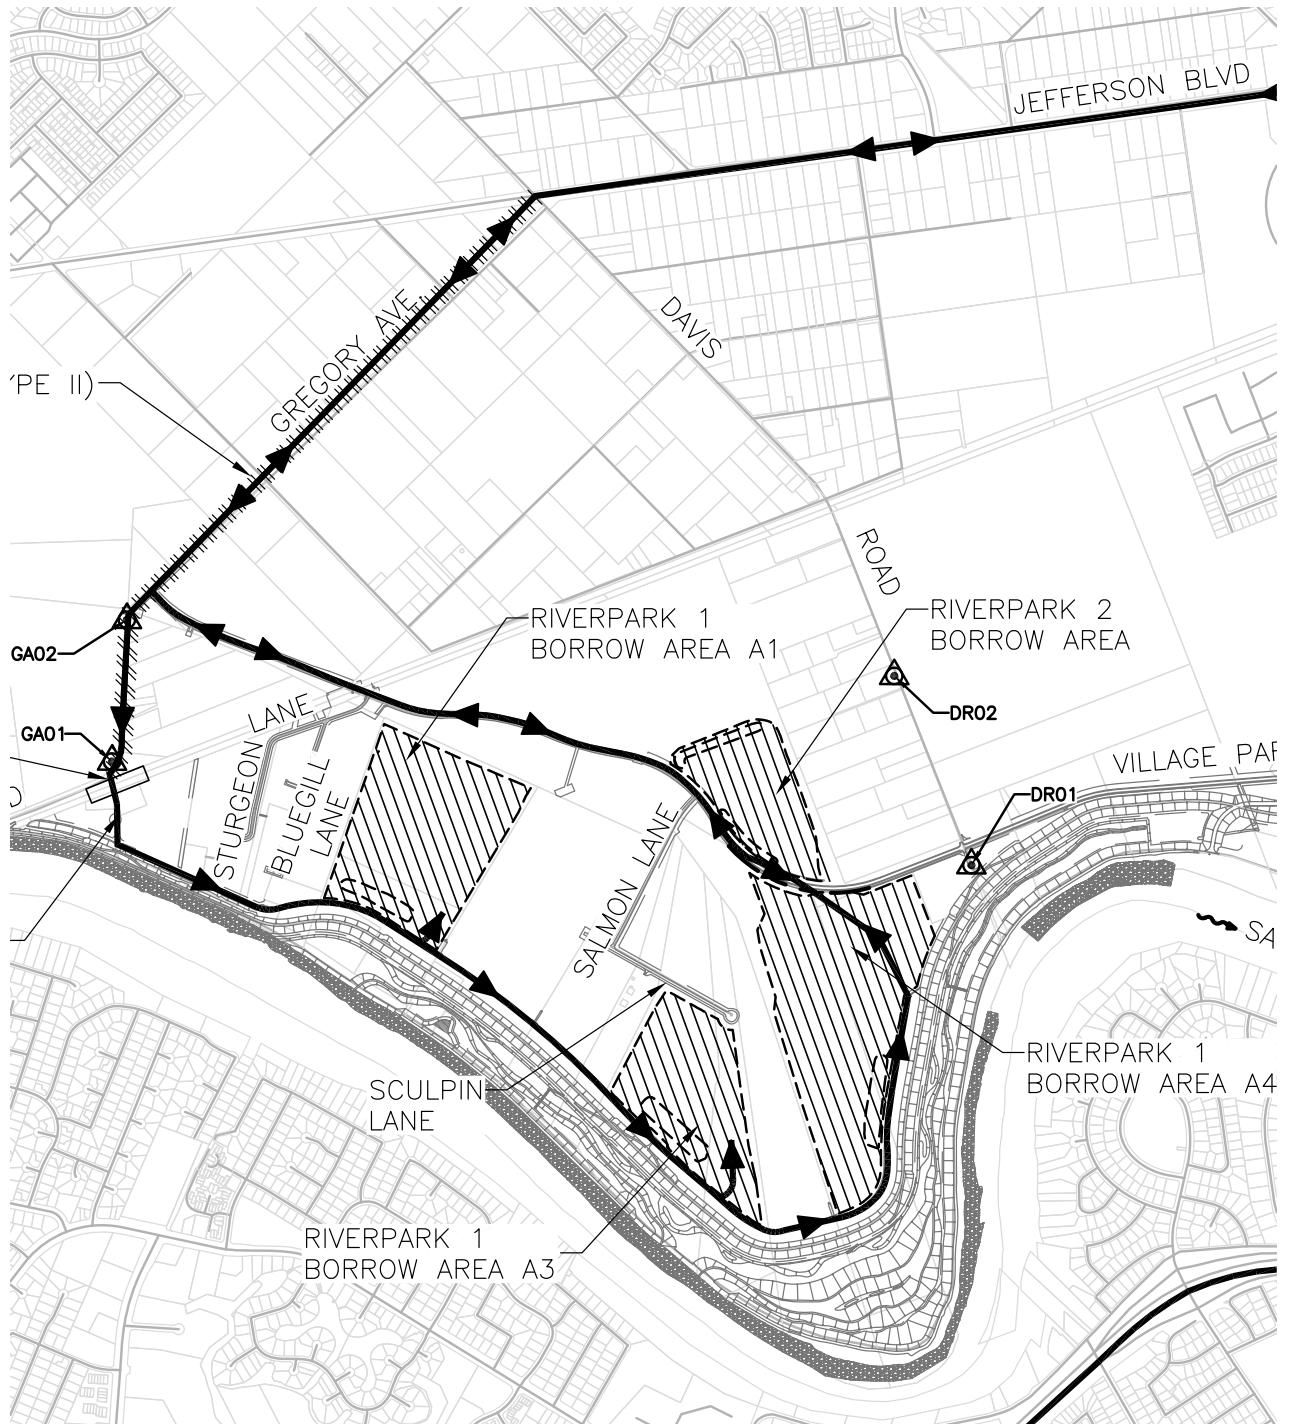 JEFFERSON BLVD
GREGORY AVE
DAVIS
YPE II)
ROAD
RIVERPARK 1
BORROW AREA A1
RIVERPARK 2
BORROW AREA
GA02
DR02
GA01
STURGEON LANE
BLUEGILL
LANE
VILLAGE PAR
DR01
SALMON LANE
SA
RIVERPARK 1
BORROW AREA A4
SCULPIN
LANE
RIVERPARK 1
BORROW AREA A3